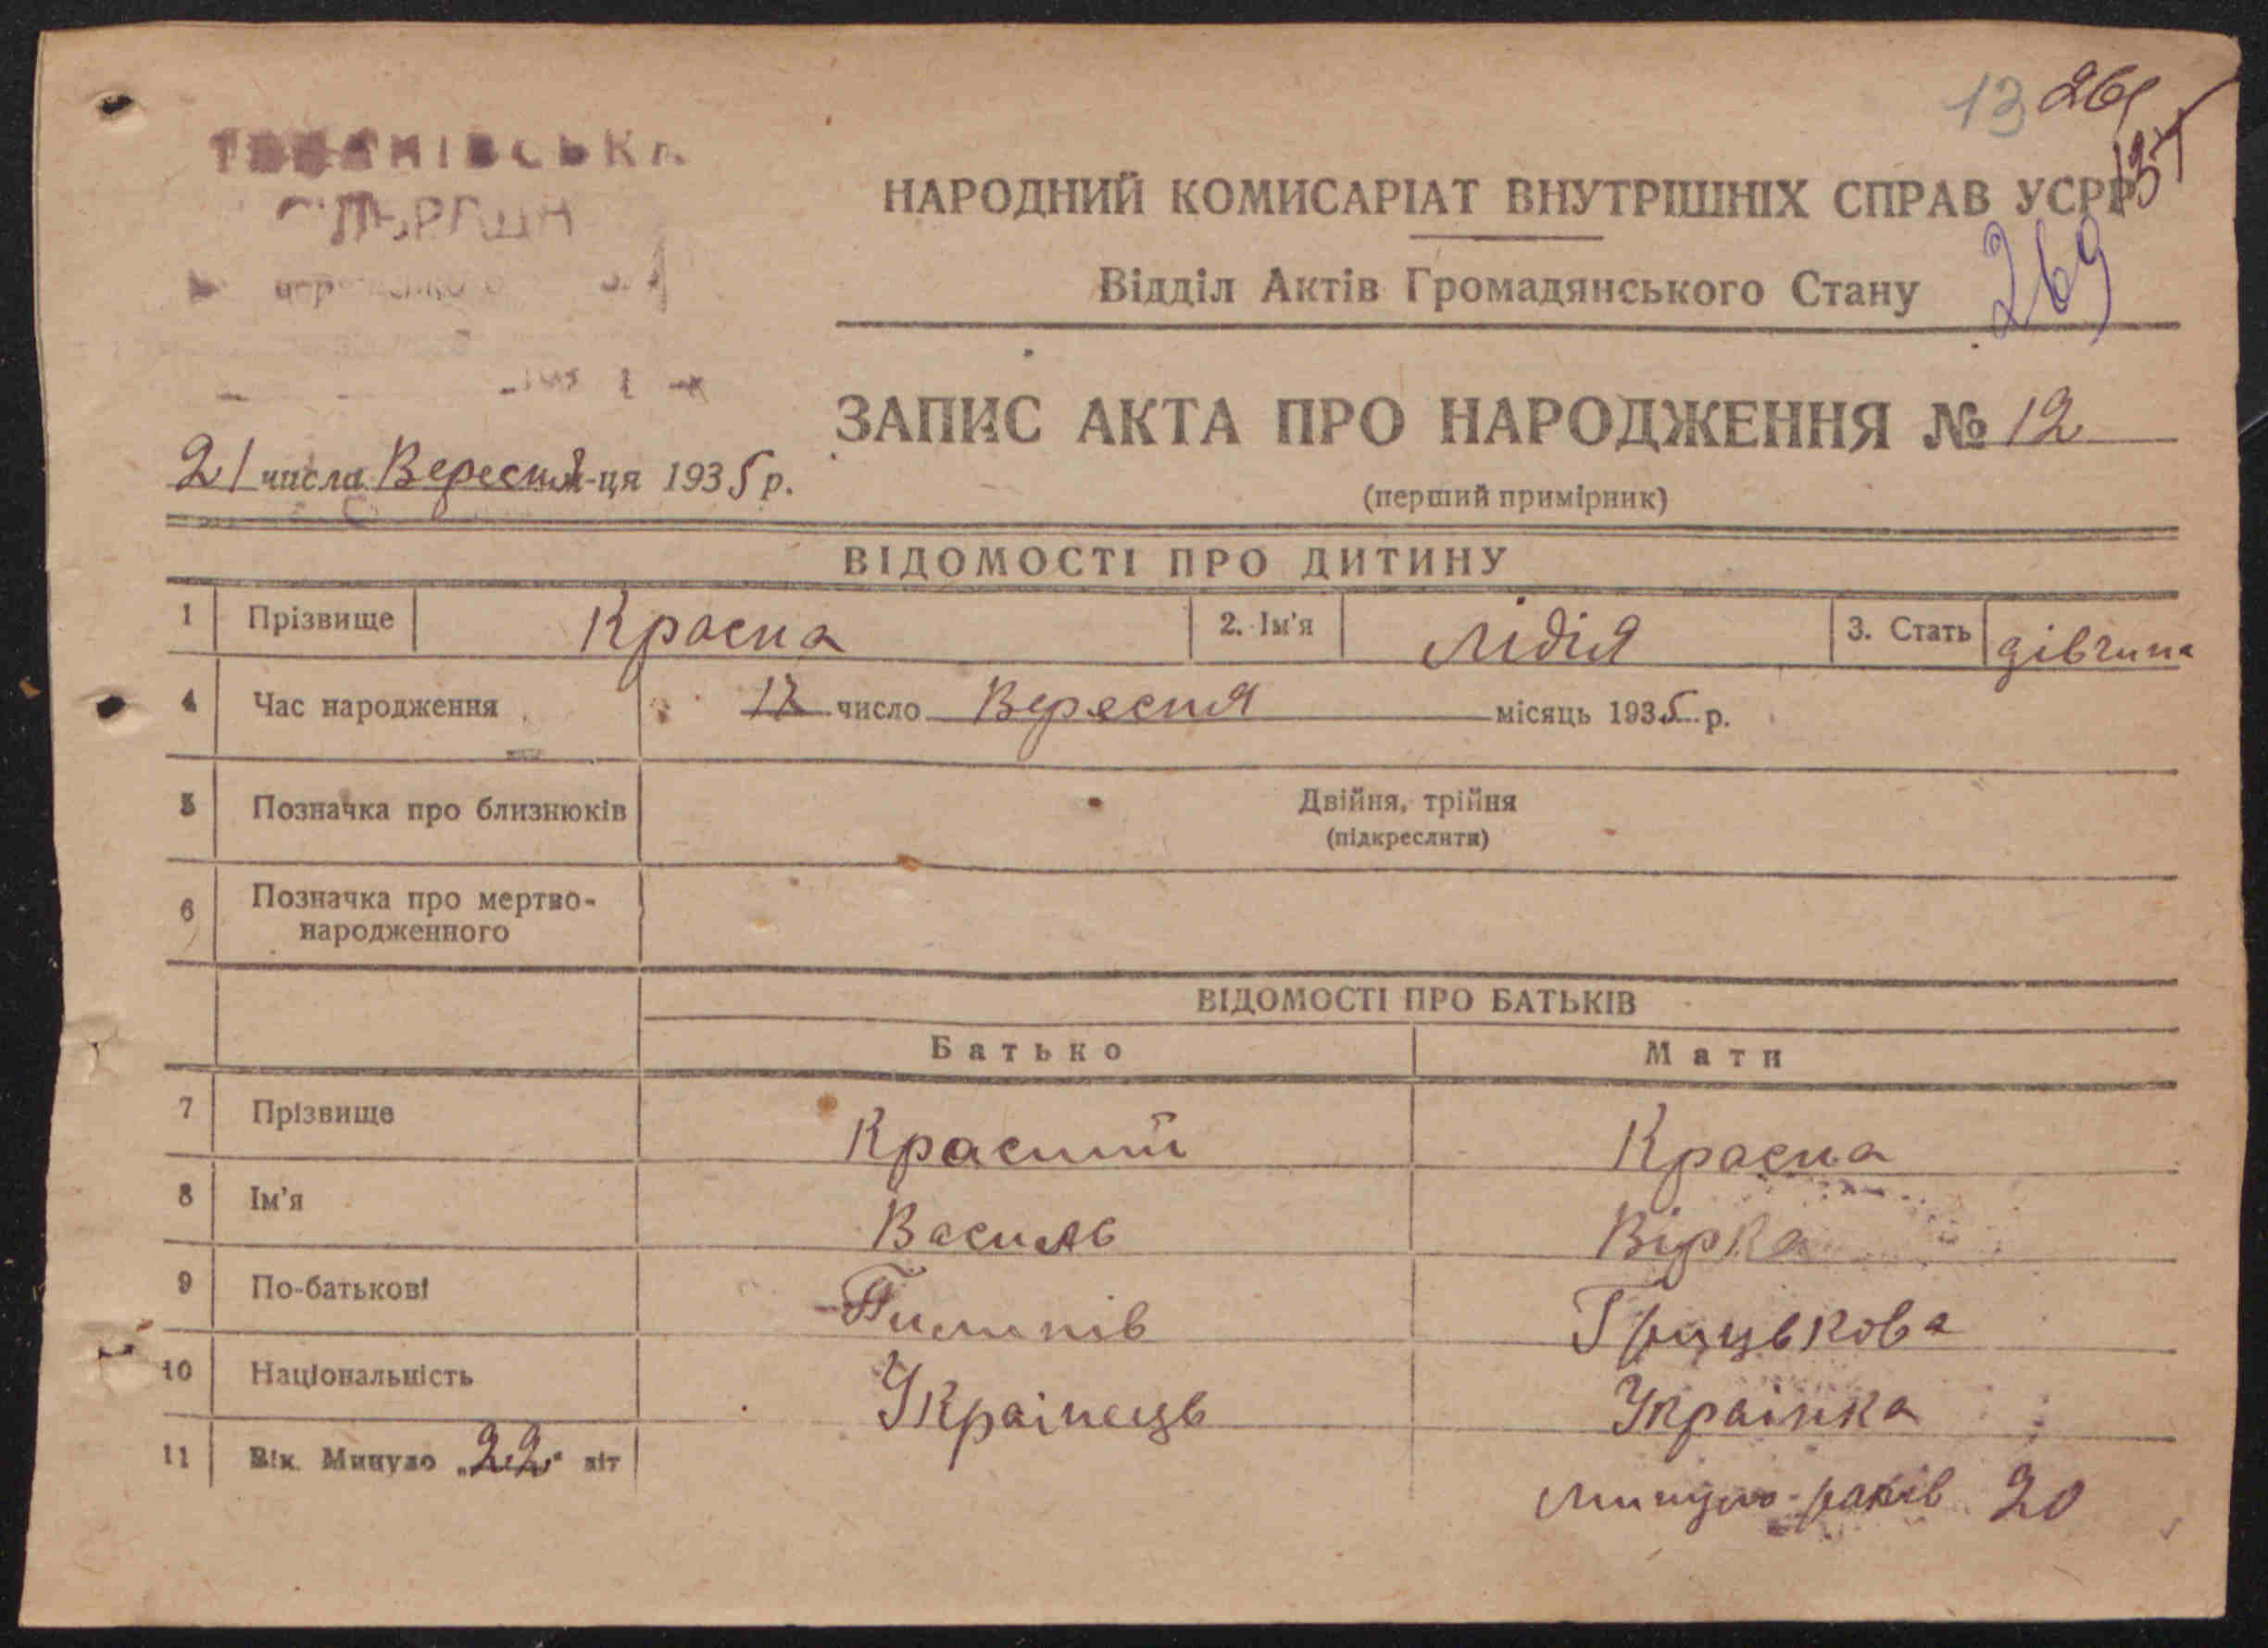 13 269
135
НАРОДНИЙ КОМИСАРІАТ ВНУТРІШНІХ СПРАВ УСРР
269
Відділ Актів Громадянського Стану
ЗАПИС АКТА ПРО НАРОДЖЕННЯ № 12
21 числа Вересня-ця 1935 р.
(перший примірник)
ВІДОМОСТІ ПРО ДИТИНУ
1 Прізвище Красна 2. Ім'я Лідія 3. Стать дівчина
4 Час народження число Вересня місяць 1935 р.
5 Позначка про близнюків Двійня, трійня
(підкреслити)
6 Позначка про мертво-
народженного
ВІДОМОСТІ ПРО БАТЬКІВ
Батько Мати
7 Прізвище Красний Красна
8 Ім'я Василь Вірка
9 По-батькові Пилипів Грицькова
10 Національність Українець Українка
11 Вік. Минуло „22" літ
Минуло років 20